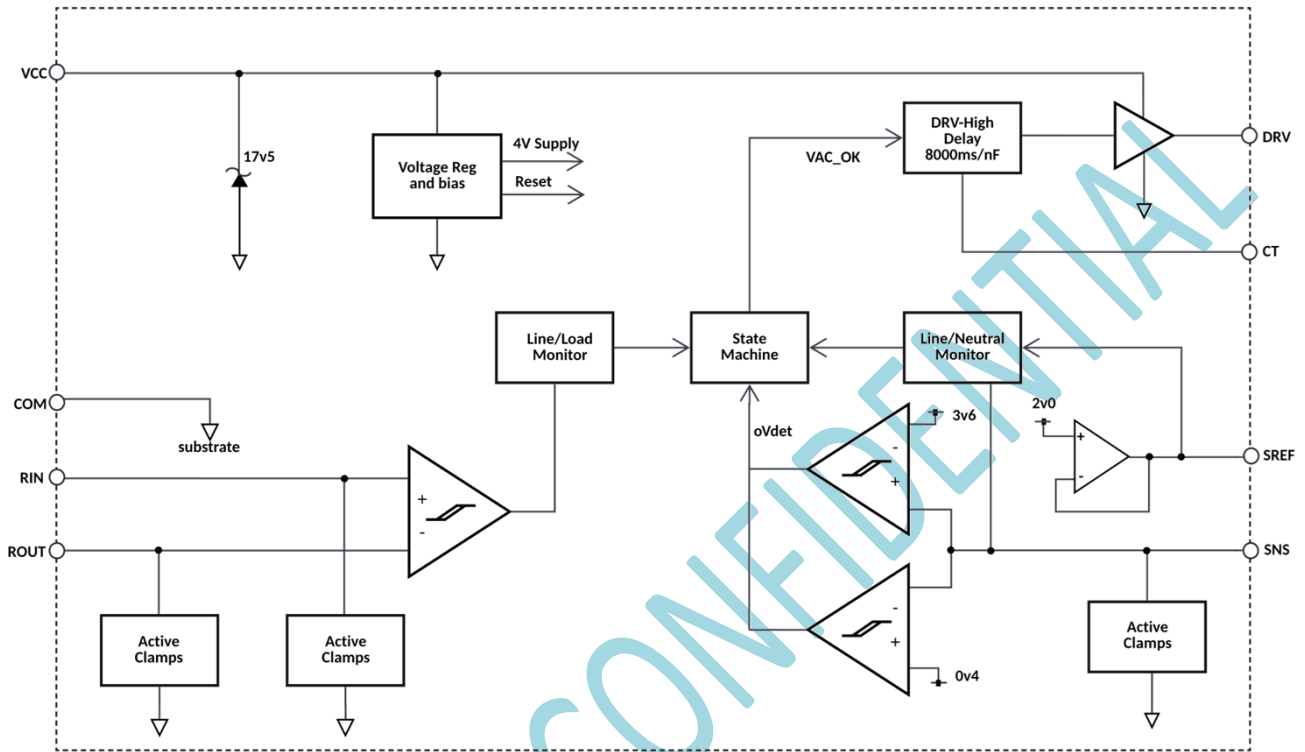 VCC
17v5
Voltage Reg
and bias
4V Supply
Reset
VAC_OK
DRV-High
Delay
8000ms/nF
DRV
CT
Line/Load
Monitor
State
Machine
Line/Neutral
Monitor
COM
substrate
oVdet
3v6
-
+
2v0
+
-
SREF
RIN
+
-
ROUT
SNS
-
+
0v4
Active
Clamps
Active
Clamps
Active
Clamps
CONFIDENTIAL